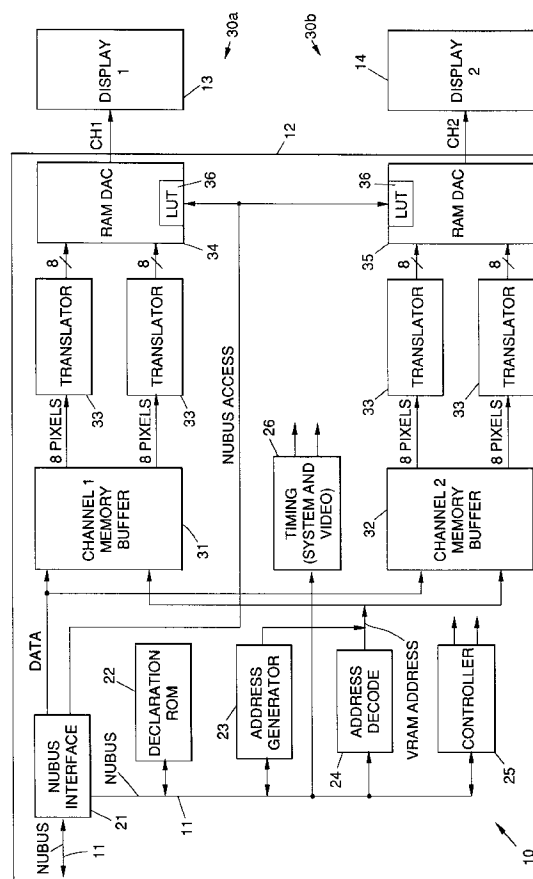 DISPLAY
1
13
30a
30b
14
DISPLAY
2
CH1
12
CH2
RAM DAC
LUT
36
34
36
LUT
35
RAM DAC
8
8
8
8
TRANSLATOR
33
TRANSLATOR
33
33
TRANSLATOR
33
TRANSLATOR
8 PIXELS
8 PIXELS
8 PIXELS
8 PIXELS
NUBUS ACCESS
26
TIMING
(SYSTEM AND
VIDEO)
CHANNEL 1
MEMORY
BUFFER
31
32
CHANNEL 2
MEMORY
BUFFER
DATA
22
DECLARATION
ROM
23
ADDRESS
GENERATOR
24
ADDRESS
DECODE
VRAM ADDRESS
CONTROLLER
25
NUBUS
INTERFACE
21
NUBUS
11
NUBUS
11
10